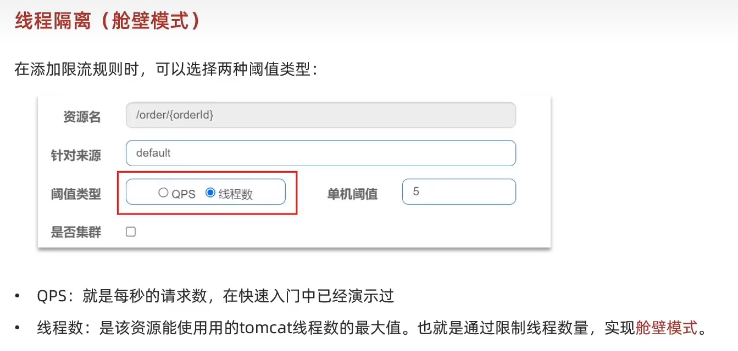 线程隔离（舱壁模式）
在添加限流规则时，可以选择两种阈值类型：
资源名 /order/{orderId}
针对来源 default
阈值类型 QPS 线程数 单机阈值 5
是否集群
• QPS：就是每秒的请求数，在快速入门中已经演示过
• 线程数：是该资源能使用用的tomcat线程数的最大值。也就是通过限制线程数量，实现舱壁模式。